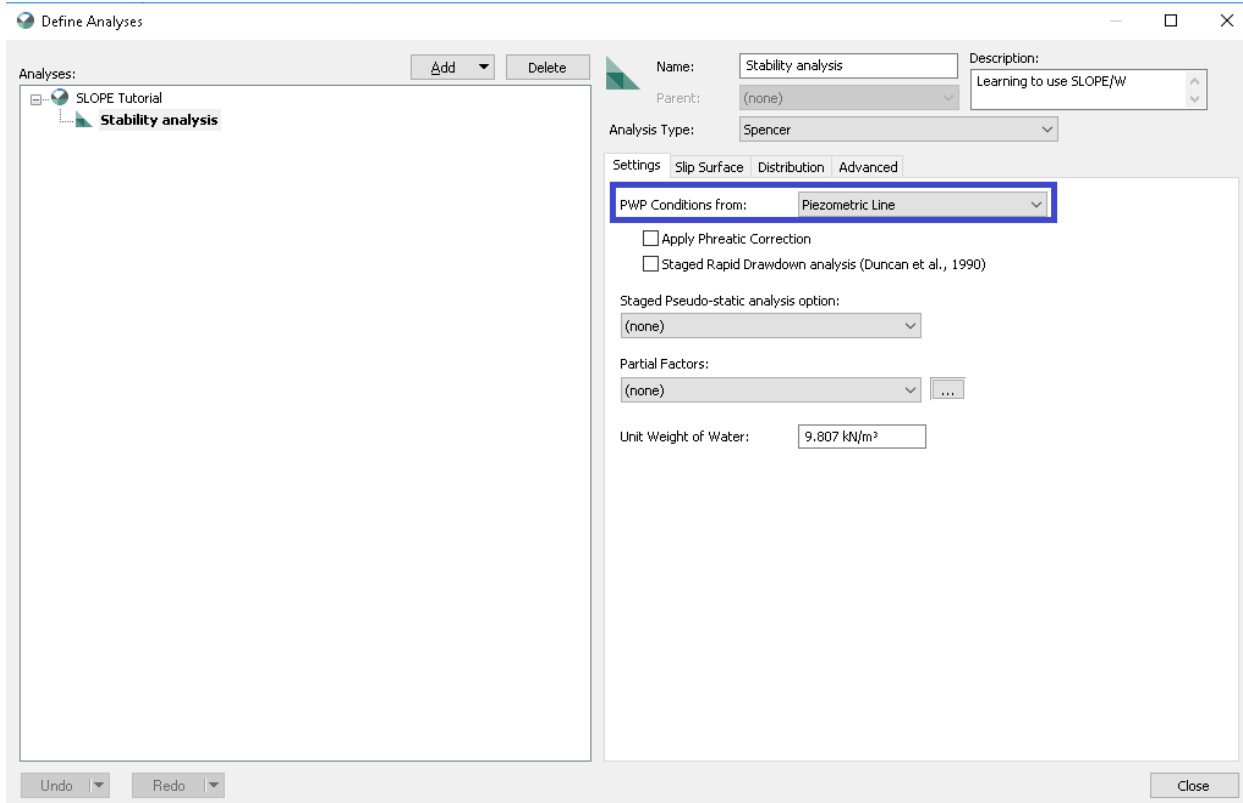 Define Analyses
Analyses:
Add
Delete
SLOPE Tutorial
Stability analysis
Name:
Stability analysis
Description:
Learning to use SLOPE/W
Parent:
(none)
Analysis Type:
Spencer
Settings
Slip Surface
Distribution
Advanced
PWP Conditions from:
Piezometric Line
Apply Phreatic Correction
Staged Rapid Drawdown analysis (Duncan et al., 1990)
Staged Pseudo-static analysis option:
(none)
Partial Factors:
(none)
...
Unit Weight of Water:
9.807 kN/m³
Undo
Redo
Close